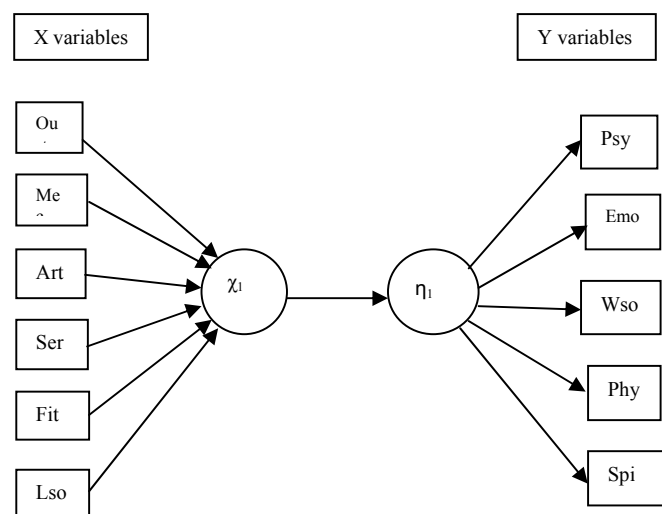 X variables
Y variables
Ou
Me
Art
Ser
Fit
Lso
χ1
η1
Psy
Emo
Wso
Phy
Spi